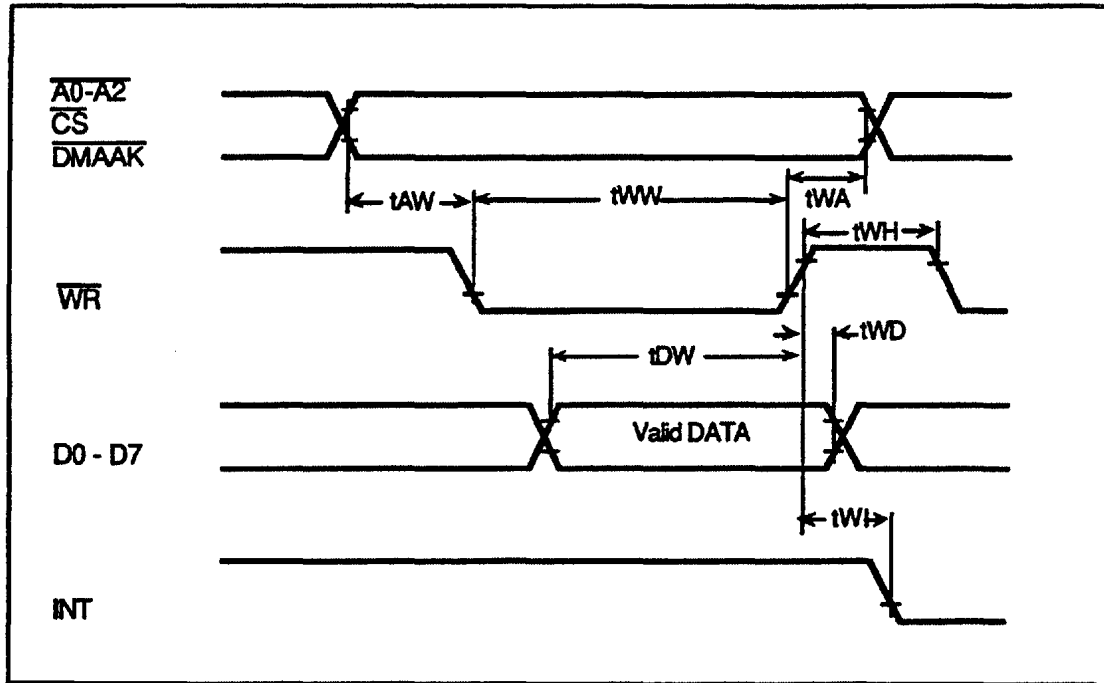 A0-A2
CS
DMAAK
tAW
tWW
tWA
tWH
WR
tWD
tDW
D0 - D7
Valid DATA
tWI
INT